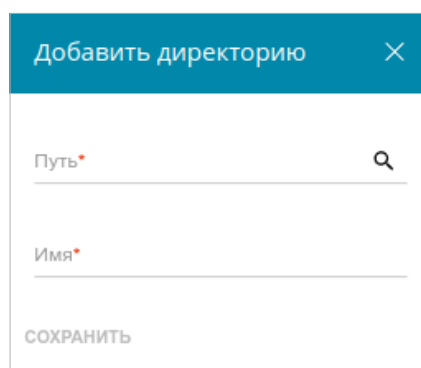 Добавить директорию
Путь*
Имя*
СОХРАНИТЬ